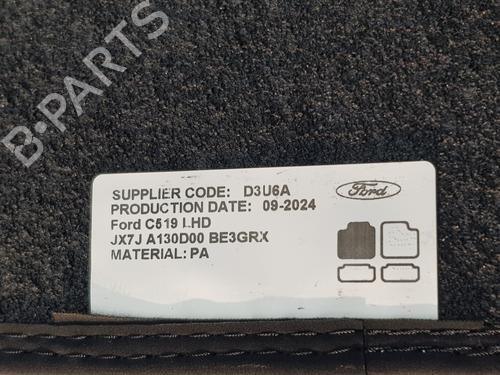 B-PARTS
SUPPLIER CODE: D3U6A
Ford
PRODUCTION DATE: 09-2024
Ford C519 LHD
JX7J A130D00 BE3GRX
MATERIAL: PA